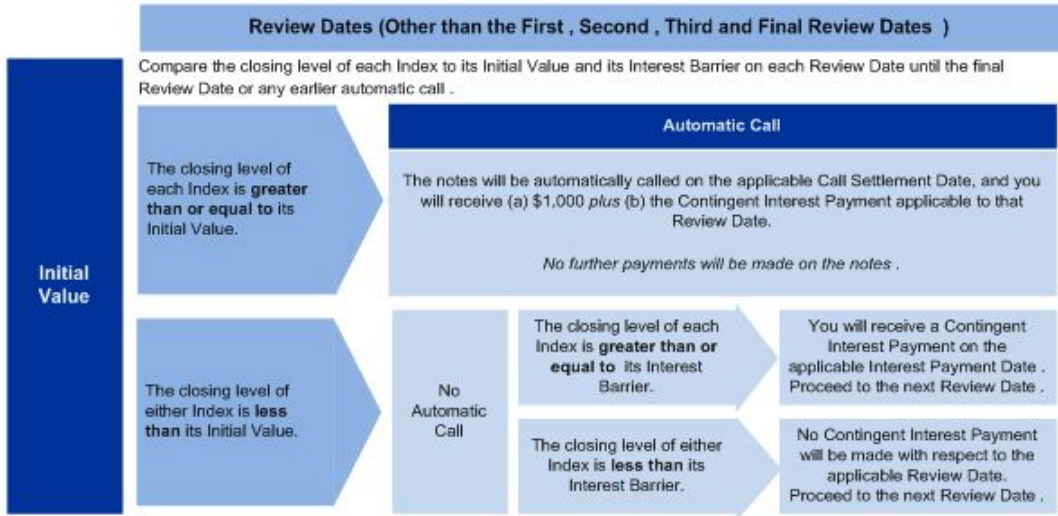 Review Dates (Other than the First , Second , Third and Final Review Dates )
Compare the closing level of each Index to its Initial Value and its Interest Barrier on each Review Date until the final
Review Date or any earlier automatic call .
Initial
Value
The closing level of
each Index is greater
than or equal to its
Initial Value.
Automatic Call
The notes will be automatically called on the applicable Call Settlement Date, and you
will receive (a) $1,000 plus (b) the Contingent Interest Payment applicable to that
Review Date.
No further payments will be made on the notes .
The closing level of
either Index is less
than its Initial Value.
No
Automatic
Call
The closing level of each
Index is greater than or
equal to its Interest
Barrier.
You will receive a Contingent
Interest Payment on the
applicable Interest Payment Date .
Proceed to the next Review Date .
The closing level of either
Index is less than its
Interest Barrier.
No Contingent Interest Payment
will be made with respect to the
applicable Review Date.
Proceed to the next Review Date .